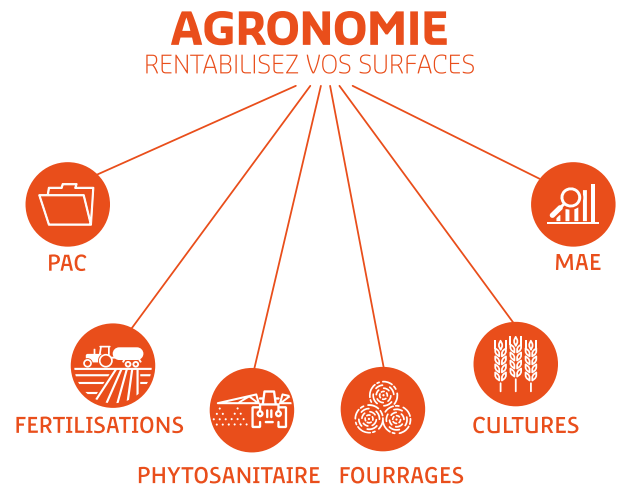 AGRONOMIE
RENTABILISEZ VOS SURFACES
PAC
MAE
FERTILISATIONS
CULTURES
PHYTOSANITAIRE
FOURRAGES